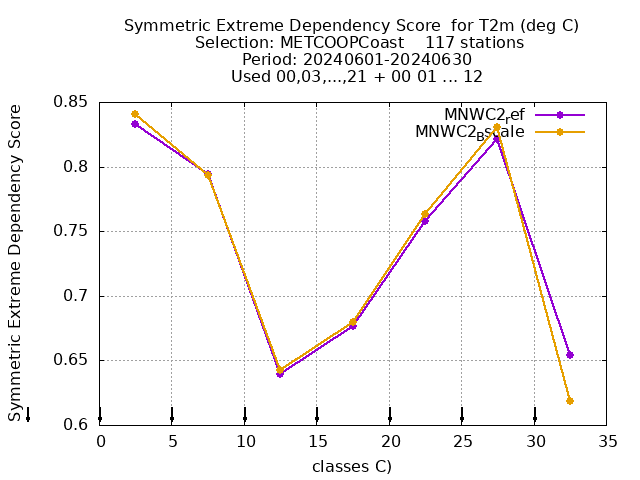 Symmetric Extreme Dependency Score for T2m (deg C)
Selection: METCOOPCoast 117 stations
Period: 20240601-20240630
Used 00,03,...,21 + 00 01 ... 12
Symmetric Extreme Dependency Score
0.85
0.8
0.75
0.7
0.65
0.6
MNWC2ref
MNWC2Bscale
0 5 10 15 20 25 30 35
classes C)